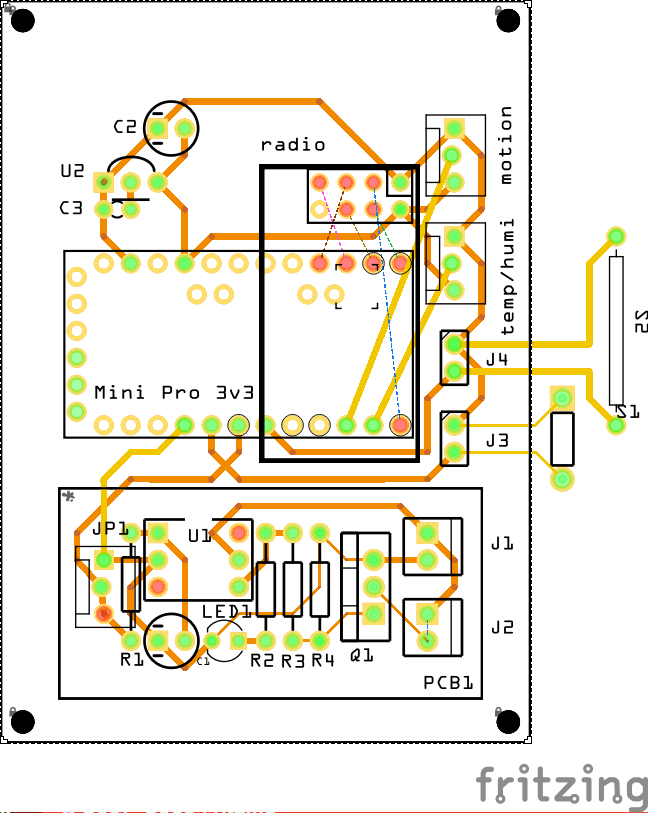 C2
motion
radio
U2
C3
temp/humi
S2
J4
Mini Pro 3v3
S1
J3
JP1
U1
J1
LED1
J2
R1
C1
R2
R3
R4
Q1
PCB1
fritzing